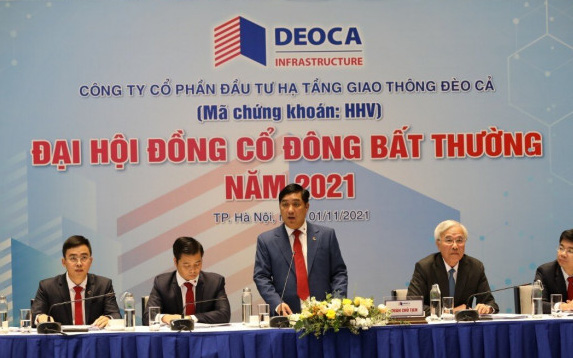 DEOCA
INFRASTRUCTURE
CÔNG TY CỔ PHẦN ĐẦU TƯ HẠ TẦNG GIAO THÔNG ĐÈO CẢ
(Mã chứng khoán: HHV)
ĐẠI HỘI ĐỒNG CỔ ĐÔNG BẤT THƯỜNG
NĂM 2021
TP. Hà Nội, 01/11/2021